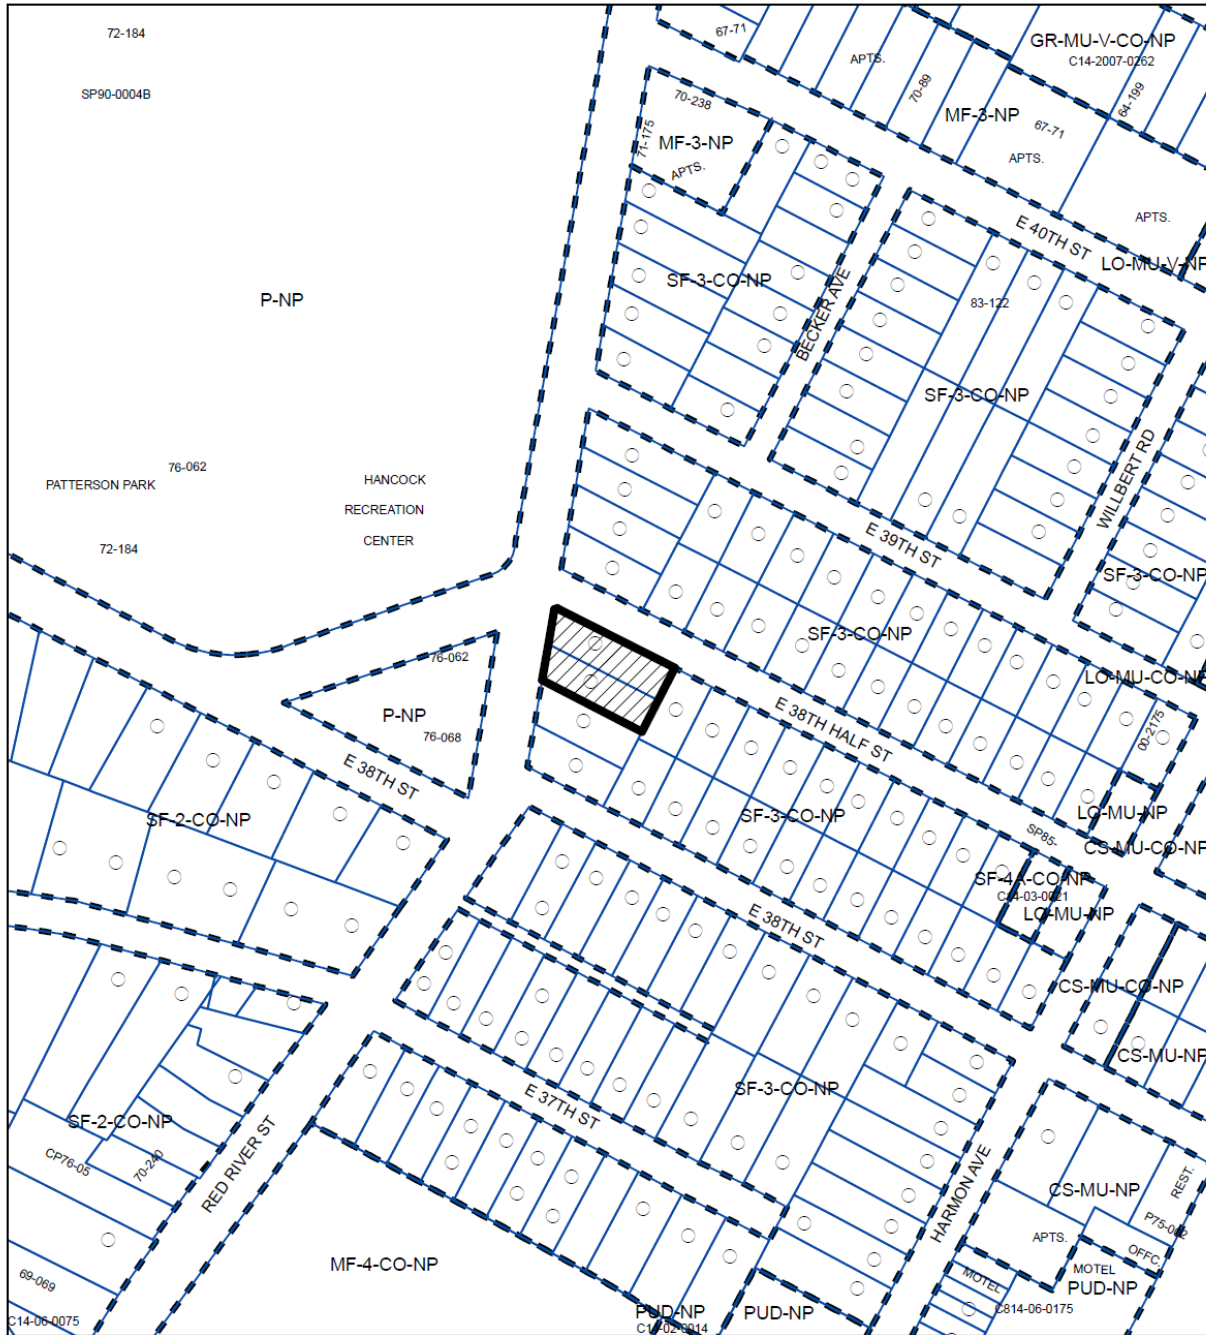 72-184
67-71
GR-MU-V-CO-NP
C14-2007-0262
APTS.
SP90-0004B
70-238
70-89
64-199
MF-3-NP
67-71
71-175
MF-3-NP
APTS.
APTS.
APTS.
E 40TH ST
LO-MU-V-NP
SF-3-CO-NP
P-NP
83-122
BECKER AVE
SF-3-CO-NP
WILLBERT RD
76-062
PATTERSON PARK
HANCOCK
RECREATION
CENTER
72-184
E 39TH ST
SF-3-CO-NP
SF-3-CO-NP
76-062
LO-MU-CO-NP
P-NP
76-068
E 38TH HALF ST
00-2175
E 38TH ST
SF-2-CO-NP
SF-3-CO-NP
LO-MU-NP
SP85-
CS-MU-CO-NP
SF-4A-CO-NP
C14-03-0021
LO-MU-NP
E 38TH ST
CS-MU-CO-NP
CS-MU-NP
SF-3-CO-NP
E 37TH ST
SF-2-CO-NP
CP76-05
70-240
RED RIVER ST
HARMON AVE
CS-MU-NP
REST.
P75-062
APTS.
OFFC.
MF-4-CO-NP
MOTEL
MOTEL
PUD-NP
69-069
C14-06-0075
PUD-NP
C14-02-0014
PUD-NP
C814-06-0175